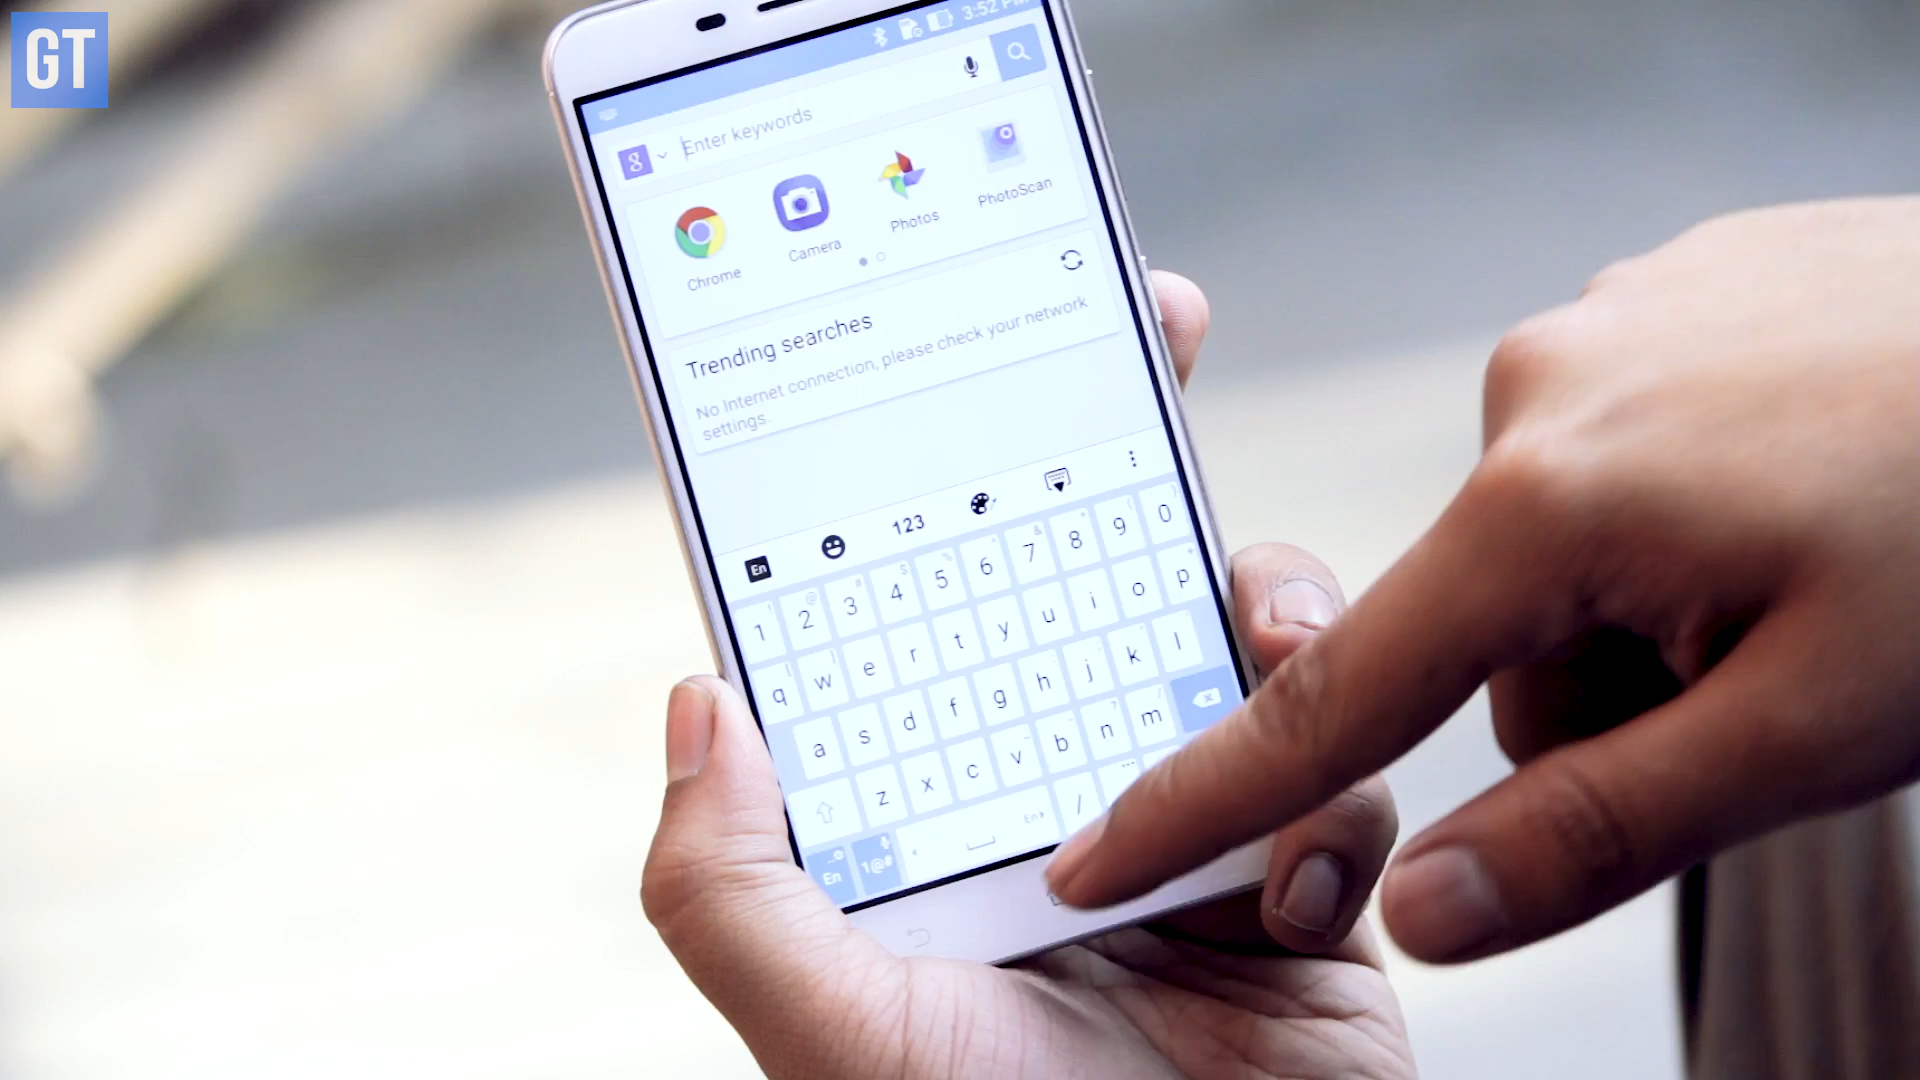 GT
3:52 PM
g
Enter keywords
Chrome
Camera
Photos
PhotoScan
Trending searches
No Internet connection, please check your network
settings.
En
123
1 2 3 4 5 6 7 8 9 0
@ # $ % ^ & * ( )
q w e r t y u i o p
a s d f g h j k l
z x c v b n m
En 1@# En /